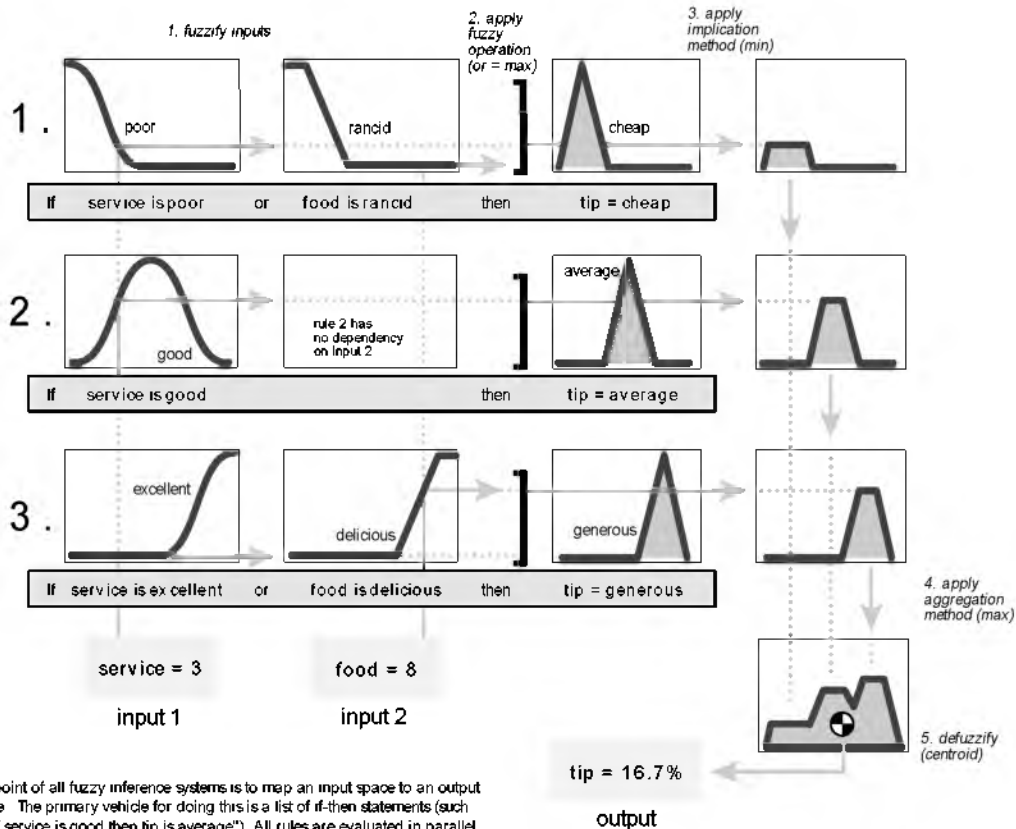 1. fuzzify inputs
2. apply
fuzzy
operation
(or = max)
3. apply
implication
method (min)
1.
poor
rancid
cheap
If service is poor or food is rancid then tip = cheap
2.
good
rule 2 has
no dependency
on input 2
average
If service is good then tip = average
3.
excellent
delicious
generous
If service is excellent or food is delicious then tip = generous
4. apply
aggregation
method (max)
service = 3
food = 8
input 1
input 2
5. defuzzify
(centroid)
tip = 16.7%
output
oint of all fuzzy inference systems is to map an input space to an output
e The primary vehicle for doing this is a list of if-then statements (such
service is good then tip is average"). All rules are evaluated in parallel